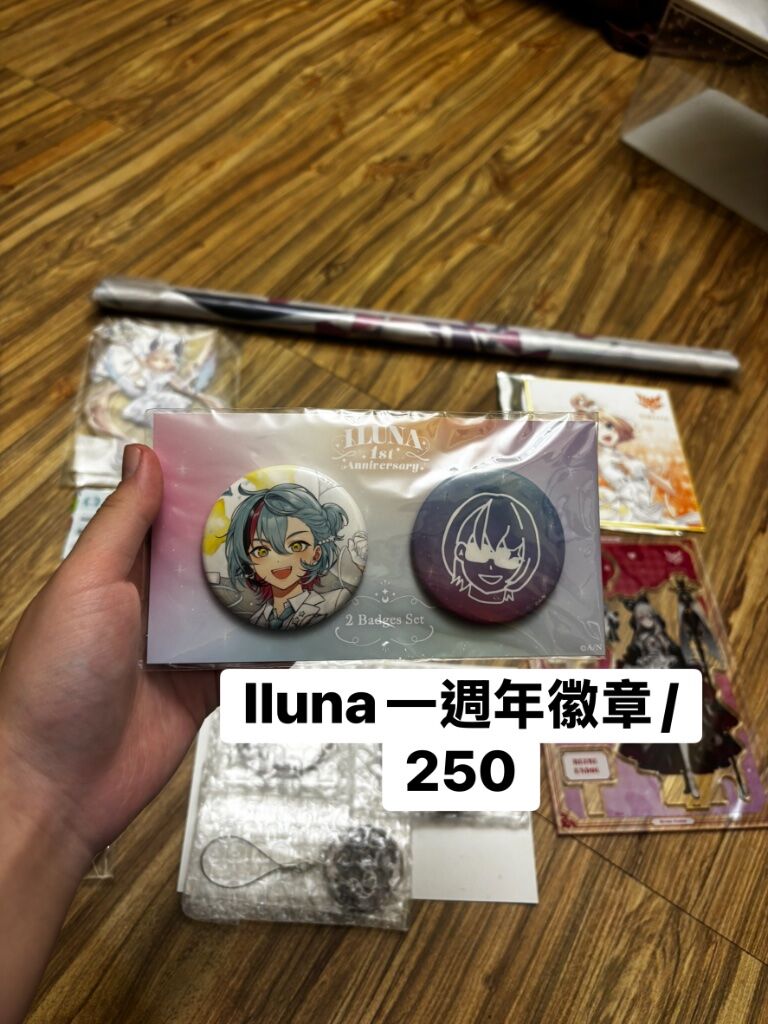 ILUNA
1st
Anniversary
2 Badges Set
©A/N
Iluna一週年徽章/
250